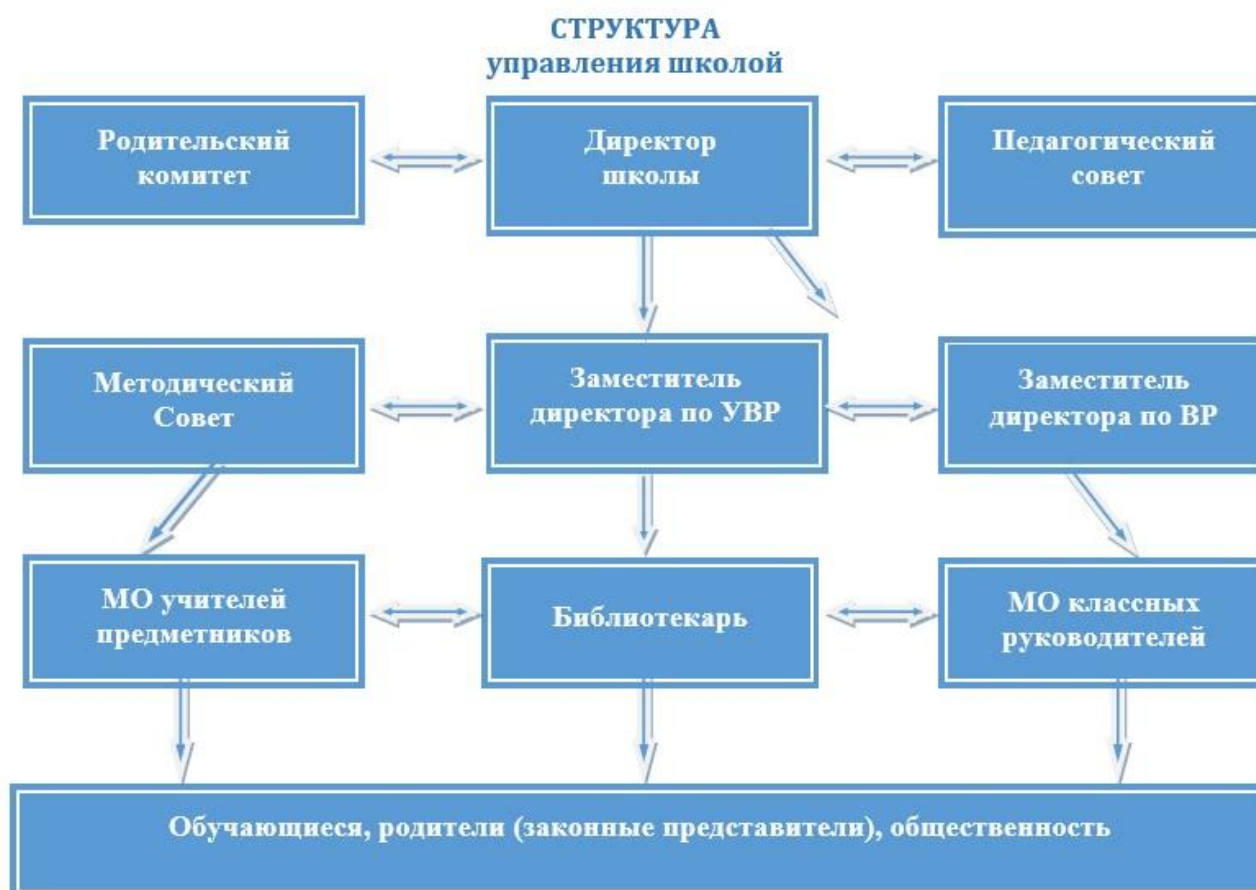 СТРУКТУРА
управления школой
Родительский
комитет
Директор
школы
Педагогический
совет
Методический
Совет
Заместитель
директора по УВР
Заместитель
директора по ВР
МО учителей
предметников
Библиотекарь
МО классных
руководителей
Обучающиеся, родители (законные представители), общественность